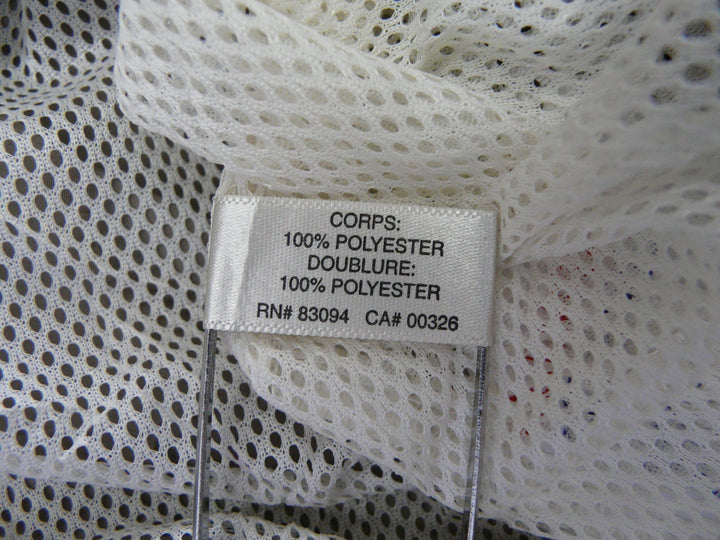 CORPS:
100% POLYESTER
DOUBLURE:
100% POLYESTER
RN# 83094 CA# 00326